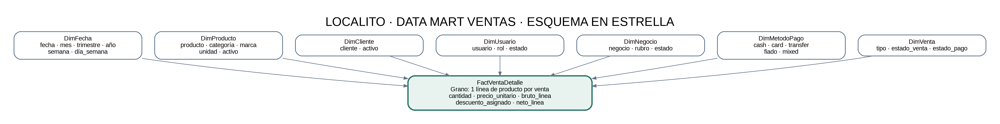 LOCALITO · DATA MART VENTAS · ESQUEMA EN ESTRELLA
DimFecha
fecha · mes · trimestre · año
semana · día_semana
DimProducto
producto · categoría · marca
unidad · activo
DimCliente
cliente · activo
DimUsuario
usuario · rol · estado
DimNegocio
negocio · rubro · estado
DimMetodoPago
cash · card · transfer
fiado · mixed
DimVenta
tipo · estado_venta · estado_pago
FactVentaDetalle
Grano: 1 línea de producto por venta
cantidad · precio_unitario · bruto_linea
descuento_asignado · neto_linea